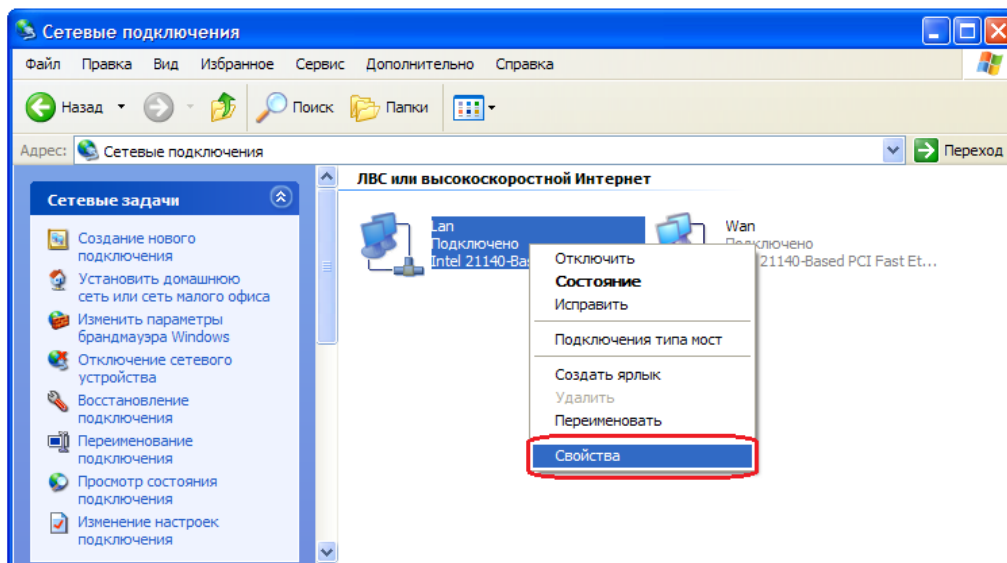 Сетевые подключения
Файл Правка Вид Избранное Сервис Дополнительно Справка
Назад Поиск Папки
Адрес: Сетевые подключения Переход
Сетевые задачи
Создание нового
подключения
Установить домашнюю
сеть или сеть малого офиса
Изменить параметры
брандмауэра Windows
Отключение сетевого
устройства
Восстановление
подключения
Переименование
подключения
Просмотр состояния
подключения
Изменение настроек
подключения
ЛВС или высокоскоростной Интернет
Lan
Подключено
Intel 21140-Bas
Wan
Подключено
21140-Based PCI Fast Et...
Отключить
Состояние
Исправить
Подключения типа мост
Создать ярлык
Удалить
Переименовать
Свойства